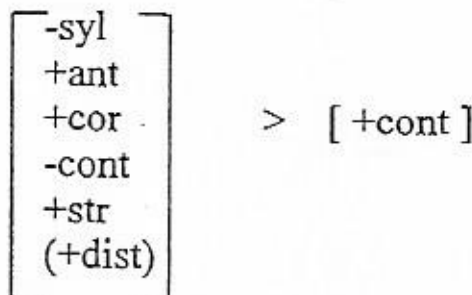 -syl
+ant
+cor > [ +cont ]
-cont
+str
(+dist)